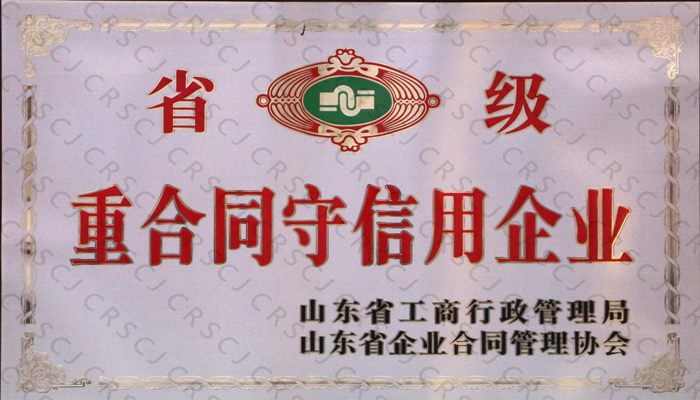 省 级
重合同守信用企业
山东省工商行政管理局
山东省企业合同管理协会
CRSCJ